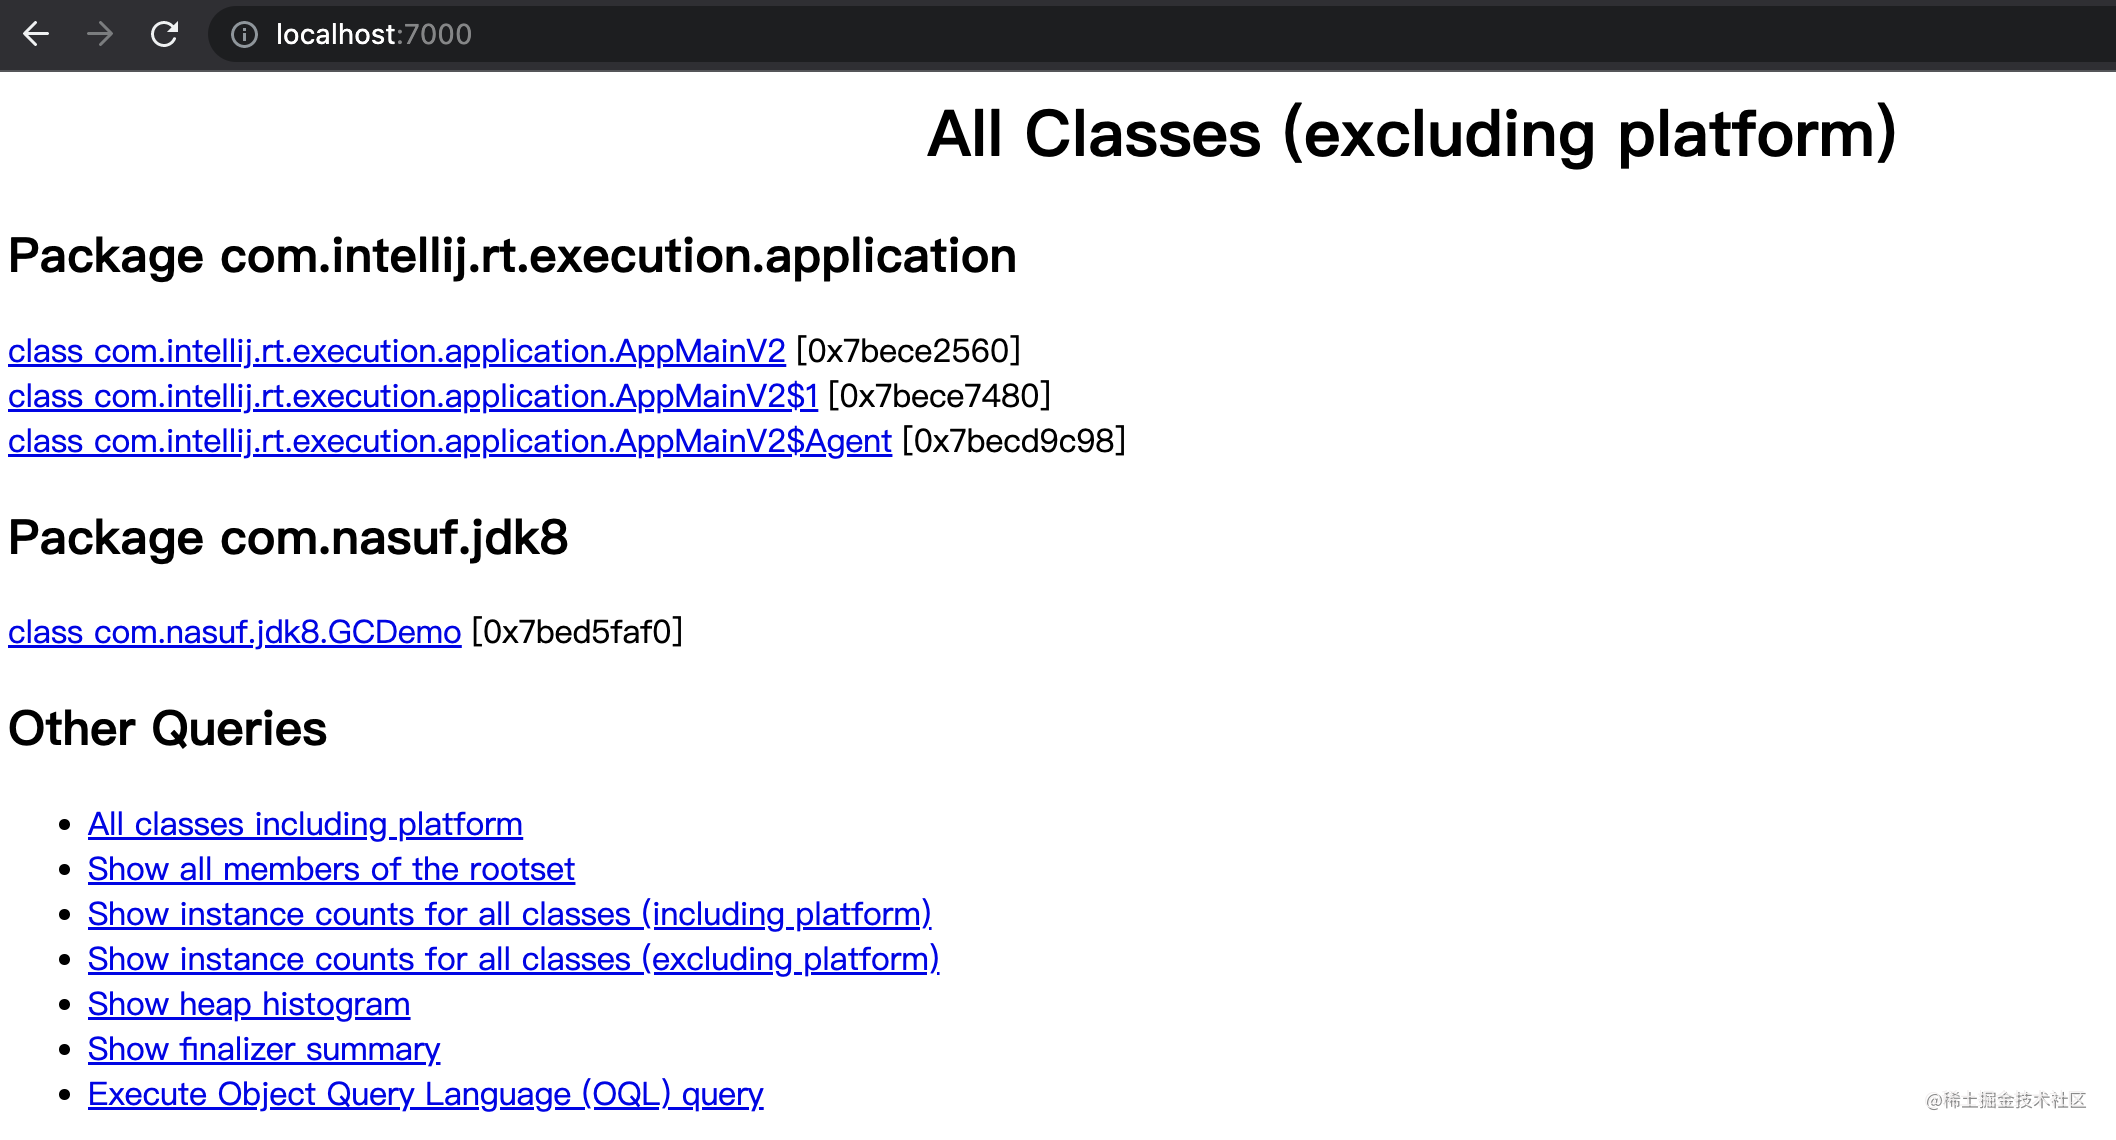 localhost:7000
All Classes (excluding platform)
Package com.intellij.rt.execution.application
class com.intellij.rt.execution.application.AppMainV2 [0x7bece2560]
class com.intellij.rt.execution.application.AppMainV2$1 [0x7bece7480]
class com.intellij.rt.execution.application.AppMainV2$Agent [0x7becd9c98]
Package com.nasuf.jdk8
class com.nasuf.jdk8.GCDemo [0x7bed5faf0]
Other Queries
All classes including platform
Show all members of the rootset
Show instance counts for all classes (including platform)
Show instance counts for all classes (excluding platform)
Show heap histogram
Show finalizer summary
Execute Object Query Language (OQL) query
@稀土掘金技术社区